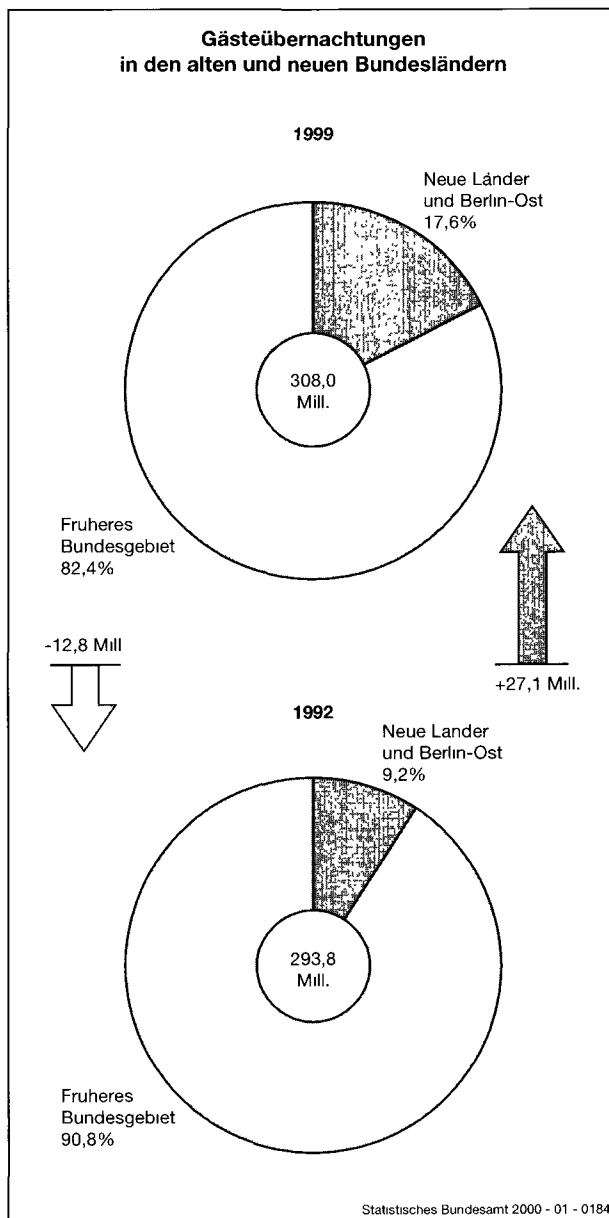 Gästeübernachtungen
in den alten und neuen Bundesländern
1999
Neue Länder
und Berlin-Ost
17,6%
308,0
Mill.
Fruheres
Bundesgebiet
82,4%
-12,8 Mill
+27,1 Mill.
1992
Neue Lander
und Berlin-Ost
9,2%
293,8
Mill.
Fruheres
Bundesgebiet
90,8%
Statistisches Bundesamt 2000 - 01 - 0184